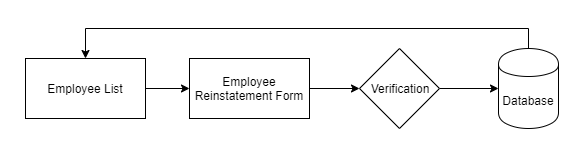 Employee List
Employee
Reinstatement Form
Verification
Database